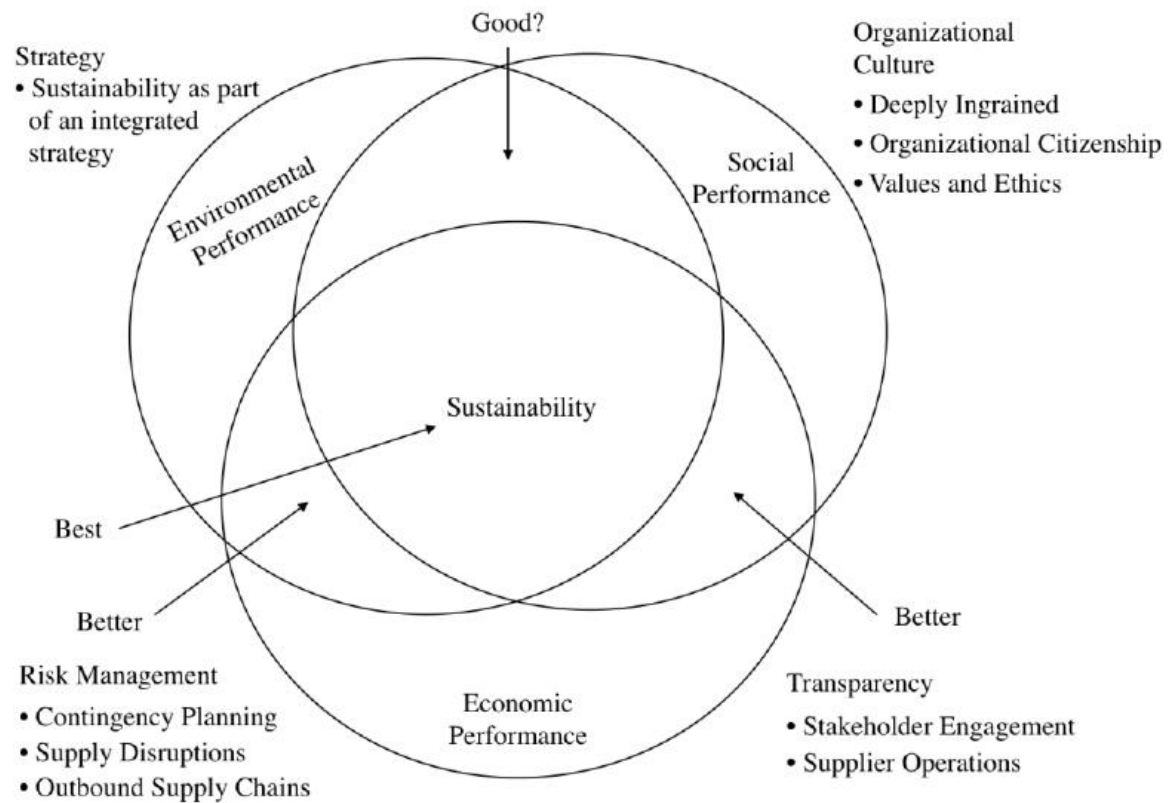 Good?
Strategy
• Sustainability as part
of an integrated
strategy
Organizational
Culture
• Deeply Ingrained
• Organizational Citizenship
• Values and Ethics
Environmental
Performance
Social
Performance
Sustainability
Best
Better
Better
Risk Management
• Contingency Planning
• Supply Disruptions
• Outbound Supply Chains
Economic
Performance
Transparency
• Stakeholder Engagement
• Supplier Operations